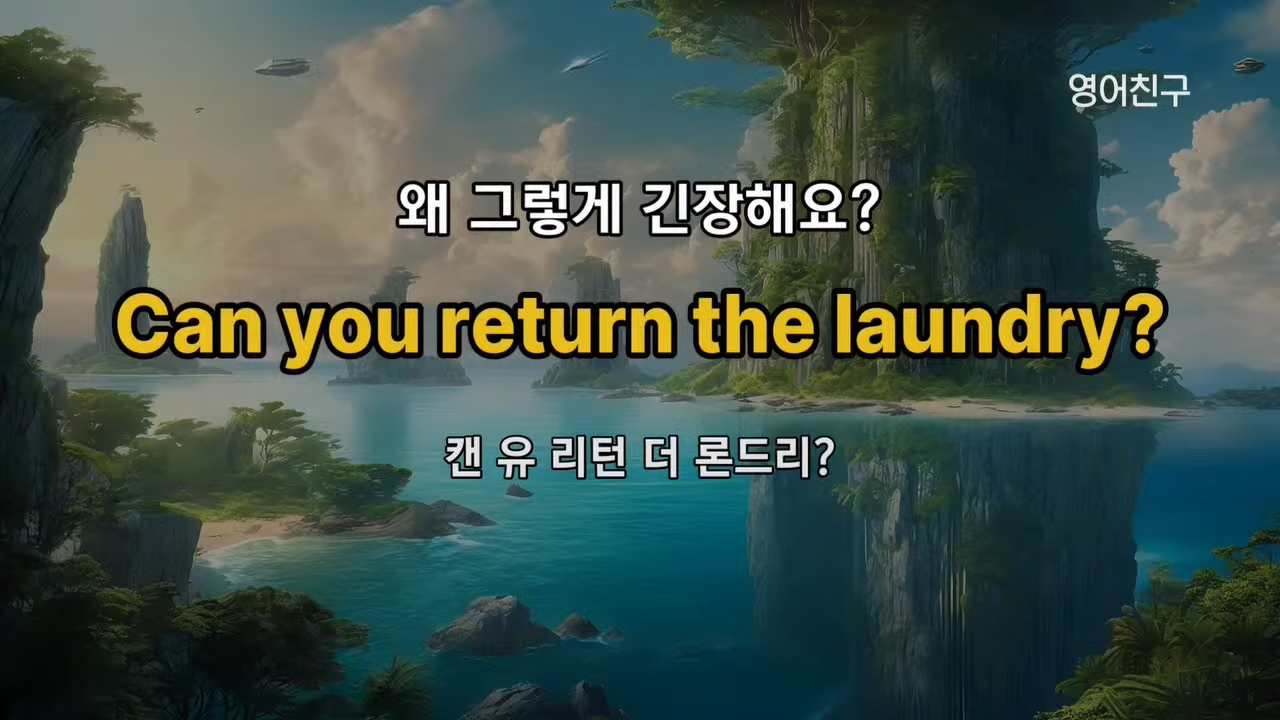 영어친구
왜 그렇게 긴장해요?
Can you return the laundry?
캔 유 리턴 더 론드리?